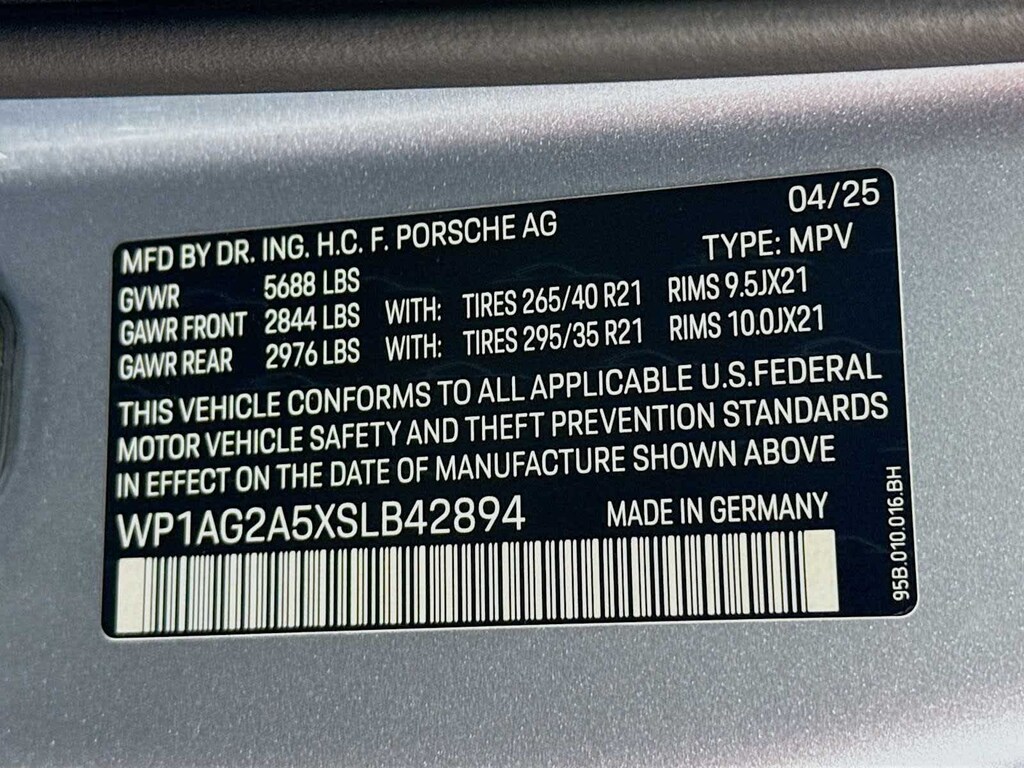 04/25
MFD BY DR. ING. H.C. F. PORSCHE AG TYPE: MPV
GVWR 5688 LBS
GAWR FRONT 2844 LBS WITH: TIRES 265/40 R21 RIMS 9.5JX21
GAWR REAR 2976 LBS WITH: TIRES 295/35 R21 RIMS 10.0JX21
THIS VEHICLE CONFORMS TO ALL APPLICABLE U.S.FEDERAL
MOTOR VEHICLE SAFETY AND THEFT PREVENTION STANDARDS
IN EFFECT ON THE DATE OF MANUFACTURE SHOWN ABOVE
WP1AG2A5XSLB42894 MADE IN GERMANY
95B.010.016.BH